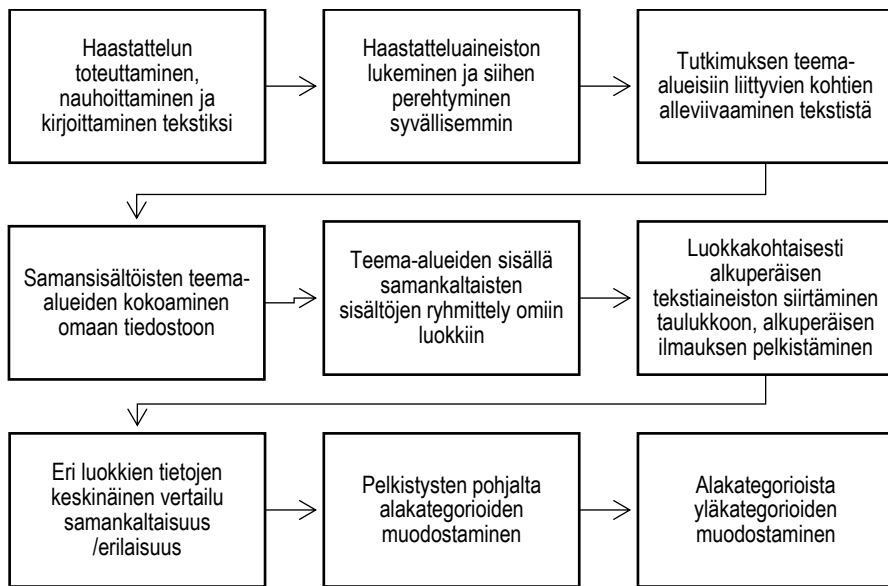 Haastattelun
toteuttaminen,
nauhoittaminen ja
kirjoittaminen tekstiksi
Haastatteluaineiston
lukeminen ja siihen
perehtyminen
syvällisemmin
Tutkimuksen teema-
alueisiin liittyvien kohtien
alleviivaaminen tekstistä
Samansisältöisten teema-
alueiden kokoaminen
omaan tiedostoon
Teema-alueiden sisällä
samankaltaisten
sisältöjen ryhmittely omiin
luokkiin
Luokkakohtaisesti
alkuperäisen
tekstiaineiston siirtäminen
taulukkoon, alkuperäisen
ilmauksen pelkistäminen
Eri luokkien tietojen
keskinäinen vertailu
samankaltaisuus
/erilaisuus
Pelkistysten pohjalta
alakategorioiden
muodostaminen
Alakategorioista
yläkategorioiden
muodostaminen